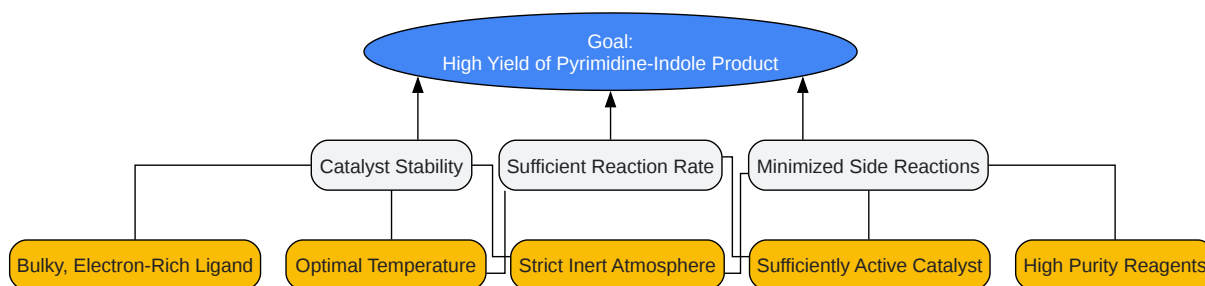 Goal:
High Yield of Pyrimidine-Indole Product
Catalyst Stability
Sufficient Reaction Rate
Minimized Side Reactions
Bulky, Electron-Rich Ligand
Optimal Temperature
Strict Inert Atmosphere
Sufficiently Active Catalyst
High Purity Reagents